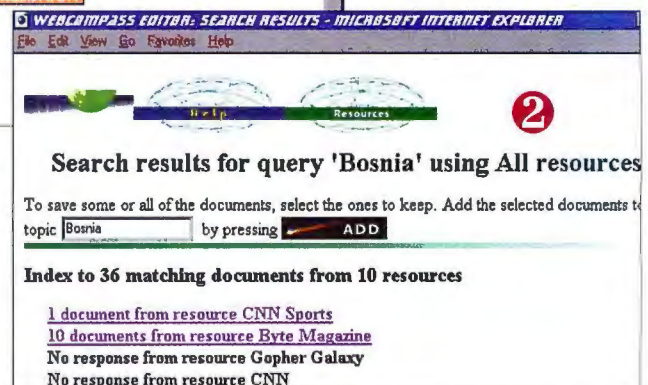 WEBCOMPASS EDITOR: SEARCH RESULTS - MICROSOFT INTERNET EXPLORER
File Edit View Go Favorites Help
Help Resources
2
Search results for query 'Bosnia' using All resources
To save some or all of the documents, select the ones to keep. Add the selected documents to
topic Bosnia by pressing ADD
Index to 36 matching documents from 10 resources
1 document from resource CNN Sports
10 documents from resource Byte Magazine
No response from resource Gopher Galaxy
No response from resource CNN